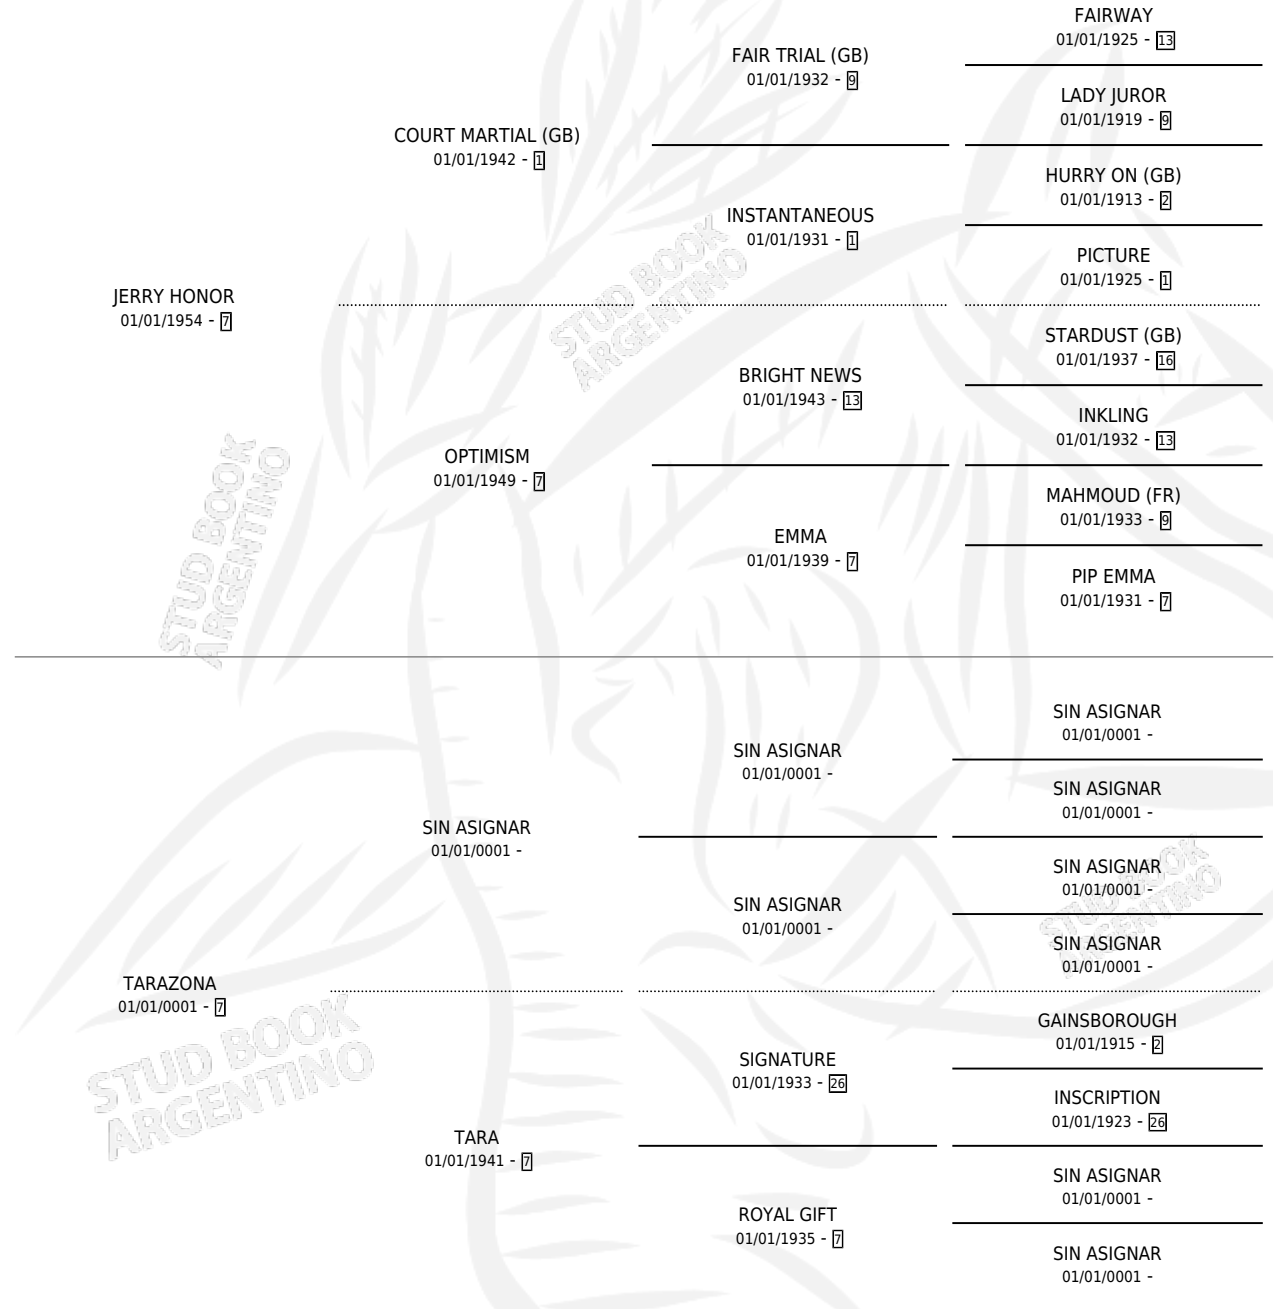 FAIRWAY
01/01/1925 - 13
FAIR TRIAL (GB)
01/01/1932 - 9
LADY JUROR
01/01/1919 - 9
COURT MARTIAL (GB)
01/01/1942 - 1
HURRY ON (GB)
01/01/1913 - 2
INSTANTANEOUS
01/01/1931 - 1
PICTURE
01/01/1925 - 1
JERRY HONOR
01/01/1954 - 7
STARDUST (GB)
01/01/1937 - 16
BRIGHT NEWS
01/01/1943 - 13
INKLING
01/01/1932 - 13
OPTIMISM
01/01/1949 - 7
MAHMOUD (FR)
01/01/1933 - 9
EMMA
01/01/1939 - 7
PIP EMMA
01/01/1931 - 7
SIN ASIGNAR
01/01/0001 -
SIN ASIGNAR
01/01/0001 -
SIN ASIGNAR
01/01/0001 -
SIN ASIGNAR
01/01/0001 -
SIN ASIGNAR
01/01/0001 -
SIN ASIGNAR
01/01/0001 -
SIN ASIGNAR
01/01/0001 -
TARAZONA
01/01/0001 - 7
GAINSBOROUGH
01/01/1915 - 2
SIGNATURE
01/01/1933 - 26
INSCRIPTION
01/01/1923 - 26
TARA
01/01/1941 - 7
SIN ASIGNAR
01/01/0001 -
ROYAL GIFT
01/01/1935 - 7
SIN ASIGNAR
01/01/0001 -
STUD BOOK
ARGENTINO
STUD BOOK
ARGENTINO
STUD BOOK
ARGENTINO
STUD BOOK
ARGENTINO